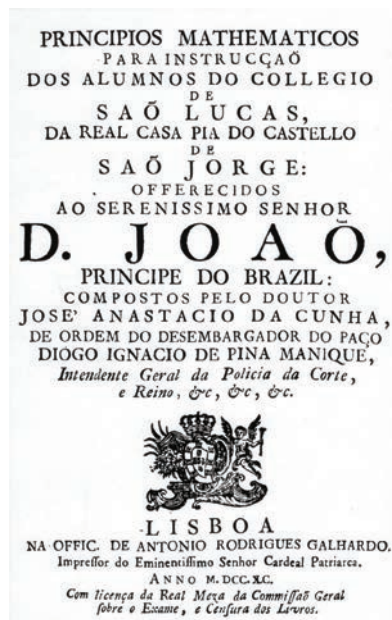 PRINCIPIOS MATHEMATICOS
PARA INSTRUCÇAÕ
DOS ALUMNOS DO COLLEGIO
DE
SAÕ LUCAS,
DA REAL CASA PIA DO CASTELLO
DE
SAÕ JORGE:
OFFERECIDOS
AO SERENISSIMO SENHOR
D. JOAÕ,
PRINCIPE DO BRAZIL:
COMPOSTOS PELO DOUTOR
JOSE' ANASTACIO DA CUNHA,
DE ORDEM DO DESEMBARGADOR DO PAÇO
DIOGO IGNACIO DE PINA MANIQUE,
Intendente Geral da Policia da Corte,
e Reino, &c, &c, &c.
LISBOA
NA OFFIC. DE ANTONIO RODRIGUES GALHARDO.
Impreſſor do Eminentiſſimo Senhor Cardeal Patriarca.
ANNO M. DCC. XC.
Com licença da Real Meza da Commiſſaõ Geral
ſobre o Exame, e Cenſura dos Livros.